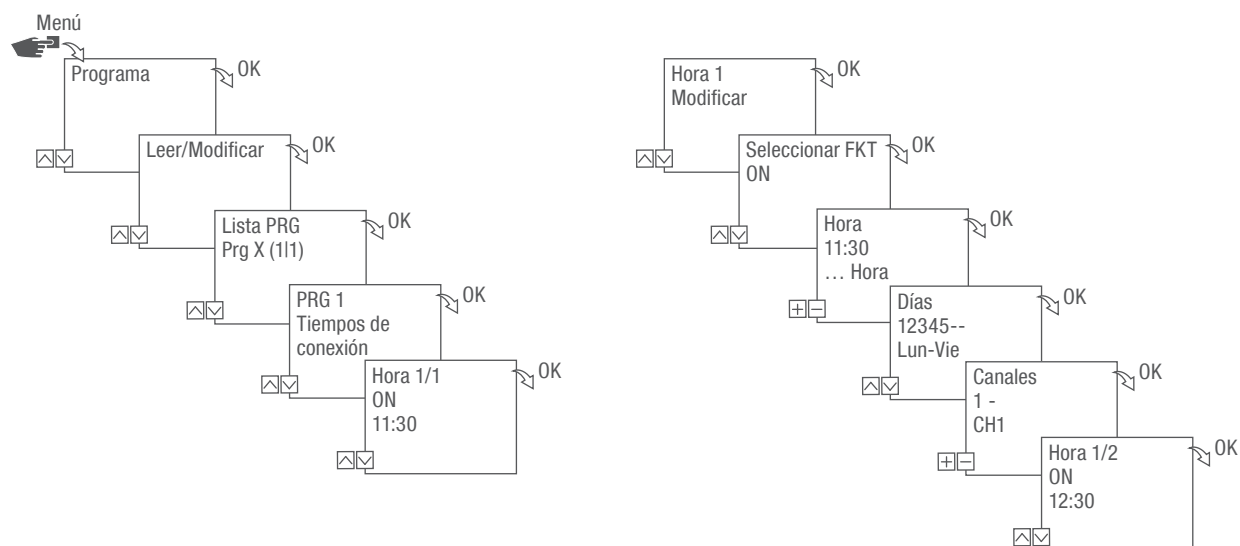 Menú
Programa
OK
Leer/Modificar
OK
Lista PRG
Prg X (1|1)
OK
PRG 1
Tiempos de
conexión
OK
Hora 1/1
ON
11:30
OK
Hora 1
Modificar
OK
Seleccionar FKT
ON
OK
Hora
11:30
... Hora
OK
Días
12345--
Lun-Vie
OK
Canales
1 -
CH1
OK
Hora 1/2
ON
12:30
OK